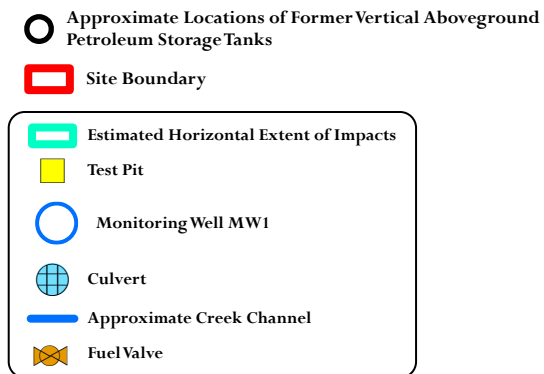 Approximate Locations of Former Vertical Aboveground
Petroleum Storage Tanks
Site Boundary
Estimated Horizontal Extent of Impacts
Test Pit
Monitoring Well MW1
Culvert
Approximate Creek Channel
Fuel Valve